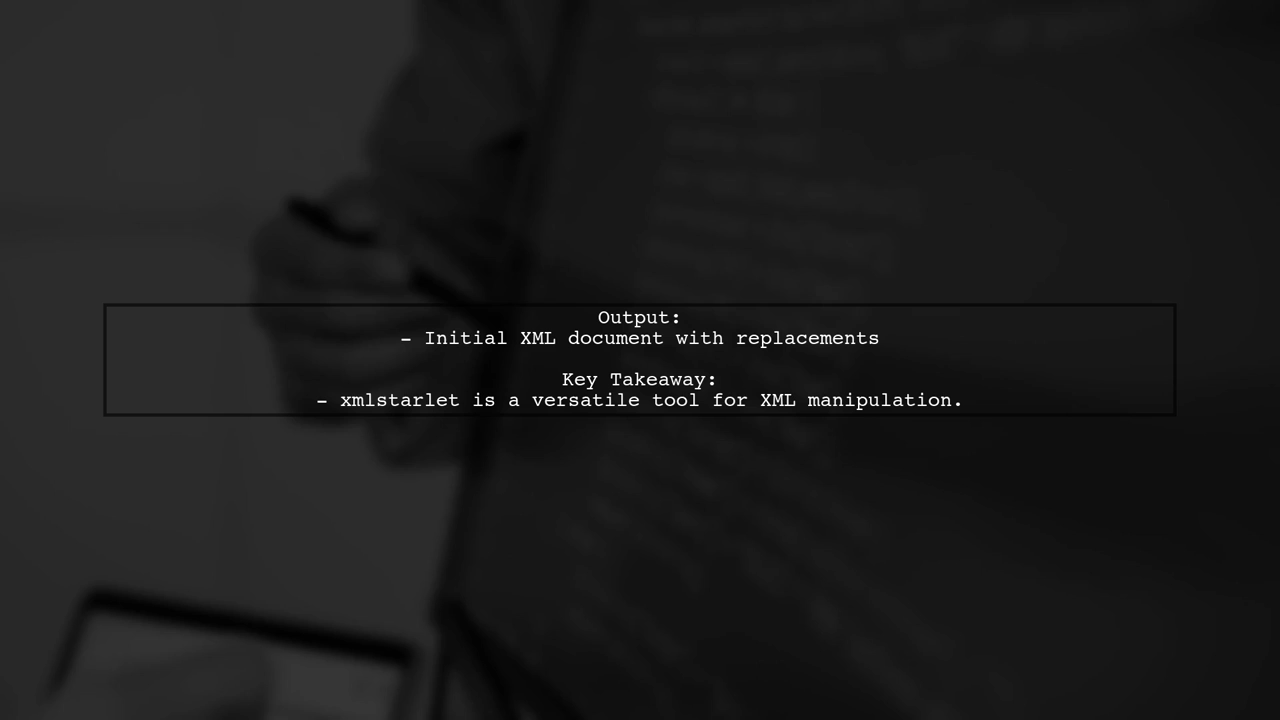 Output:
- Initial XML document with replacements
Key Takeaway:
- xmlstarlet is a versatile tool for XML manipulation.